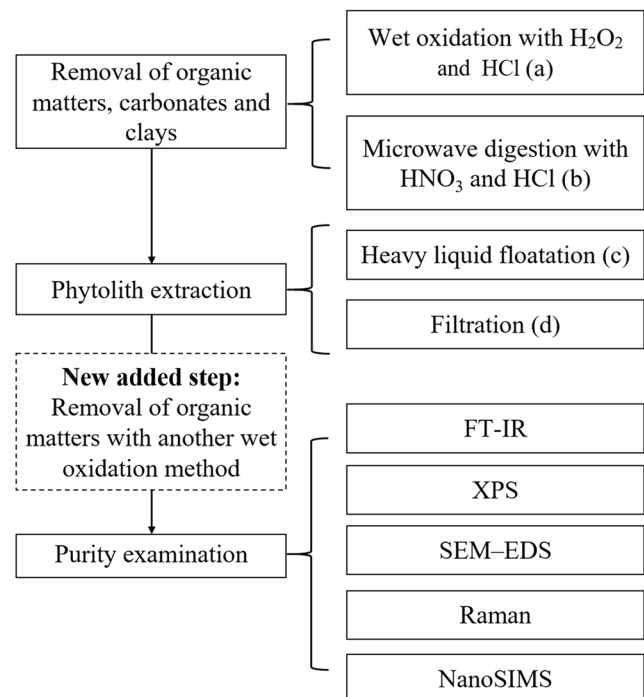 Removal of organic
matters, carbonates and
clays
Wet oxidation with H₂O₂
and HCl (a)
Microwave digestion with
HNO₃ and HCl (b)
Phytolith extraction
Heavy liquid floatation (c)
Filtration (d)
New added step:
Removal of organic
matters with another wet
oxidation method
Purity examination
FT-IR
XPS
SEM–EDS
Raman
NanoSIMS